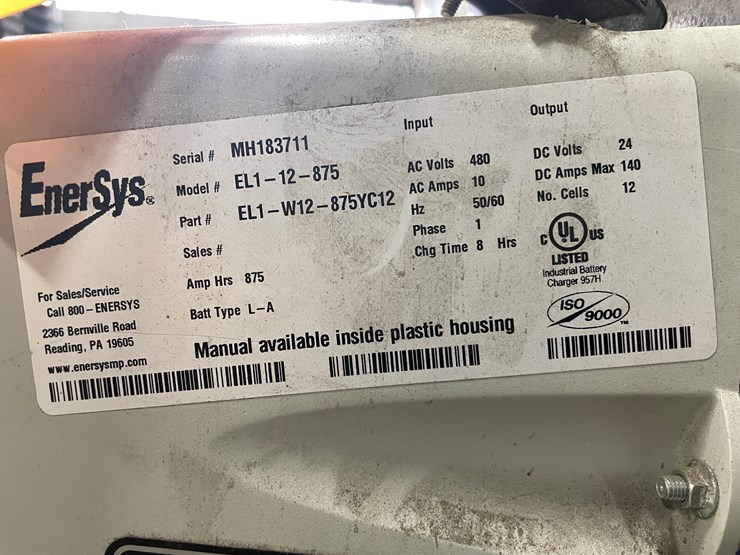 EnerSys®
Serial # MH183711
Model # EL1-12-875
Part # EL1-W12-875YC12
Sales #
Amp Hrs 875
Batt Type L-A
Input
AC Volts 480
AC Amps 10
Hz 50/60
Phase 1
Chg Time 8 Hrs
Output
DC Volts 24
DC Amps Max 140
No. Cells 12
C UL US
LISTED
Industrial Battery
Charger 957H
ISO
9000™
For Sales/Service
Call 800-ENERSYS
2366 Bernville Road
Reading, PA 19605
www.enersysmp.com
Manual available inside plastic housing